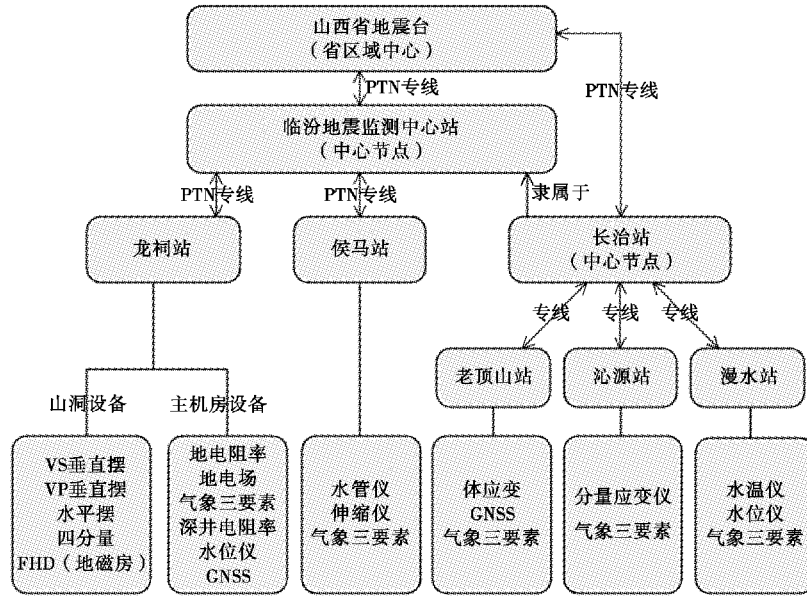 山西省地震台
（省区域中心）
PTN专线
PTN专线
临汾地震监测中心站
（中心节点）
PTN专线
PTN专线
隶属于
龙祠站
侯马站
长治站
（中心节点）
专线
专线
专线
老顶山站
沁源站
漫水站
山洞设备
主机房设备
VS垂直摆
VP垂直摆
水平摆
四分量
FHD（地磁房）
地电阻率
地电场
气象三要素
深井电阻率
水位仪
GNSS
水管仪
伸缩仪
气象三要素
体应变
GNSS
气象三要素
分量应变仪
气象三要素
水温仪
水位仪
气象三要素